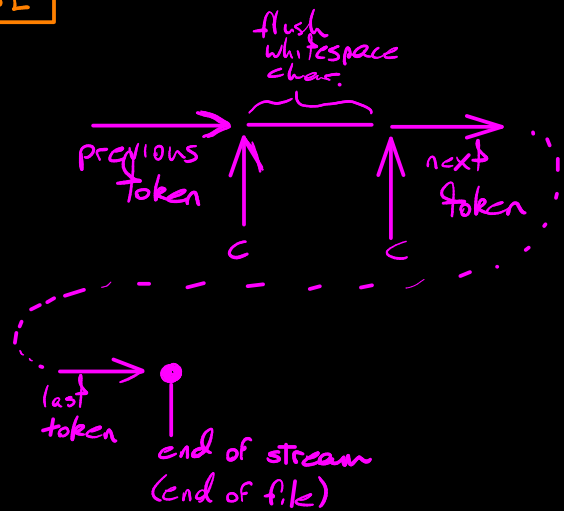 flush
whitespace
char.
previous
token
next
token
c
c
last
token
end of stream
(end of file)